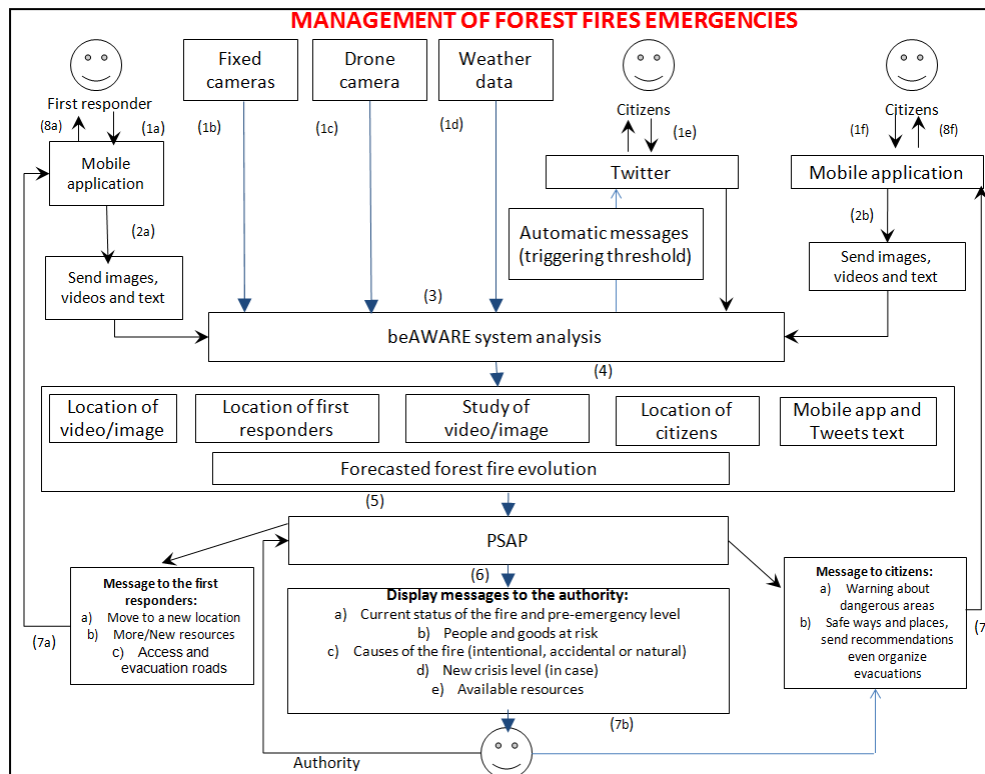 MANAGEMENT OF FOREST FIRES EMERGENCIES
First responder
(8a)
(1a)
Mobile
application
(2a)
Send images,
videos and text
Fixed
cameras
(1b)
Drone
camera
(1c)
Weather
data
(1d)
Citizens
(1e)
Twitter
Automatic messages
(triggering threshold)
Citizens
(1f)
(8f)
Mobile application
(2b)
Send images,
videos and text
(3)
beAWARE system analysis
(4)
Location of
video/image
Location of first
responders
Study of
video/image
Location of
citizens
Mobile app and
Tweets text
Forecasted forest fire evolution
(5)
PSAP
(6)
Message to the first
responders:
a) Move to a new location
b) More/New resources
c) Access and
evacuation roads
(7a)
Display messages to the authority:
a) Current status of the fire and pre-emergency level
b) People and goods at risk
c) Causes of the fire (intentional, accidental or natural)
d) New crisis level (in case)
e) Available resources
(7b)
Message to citizens:
a) Warning about
dangerous areas
b) Safe ways and places,
send recommendations
even organize
evacuations
(7
Authority